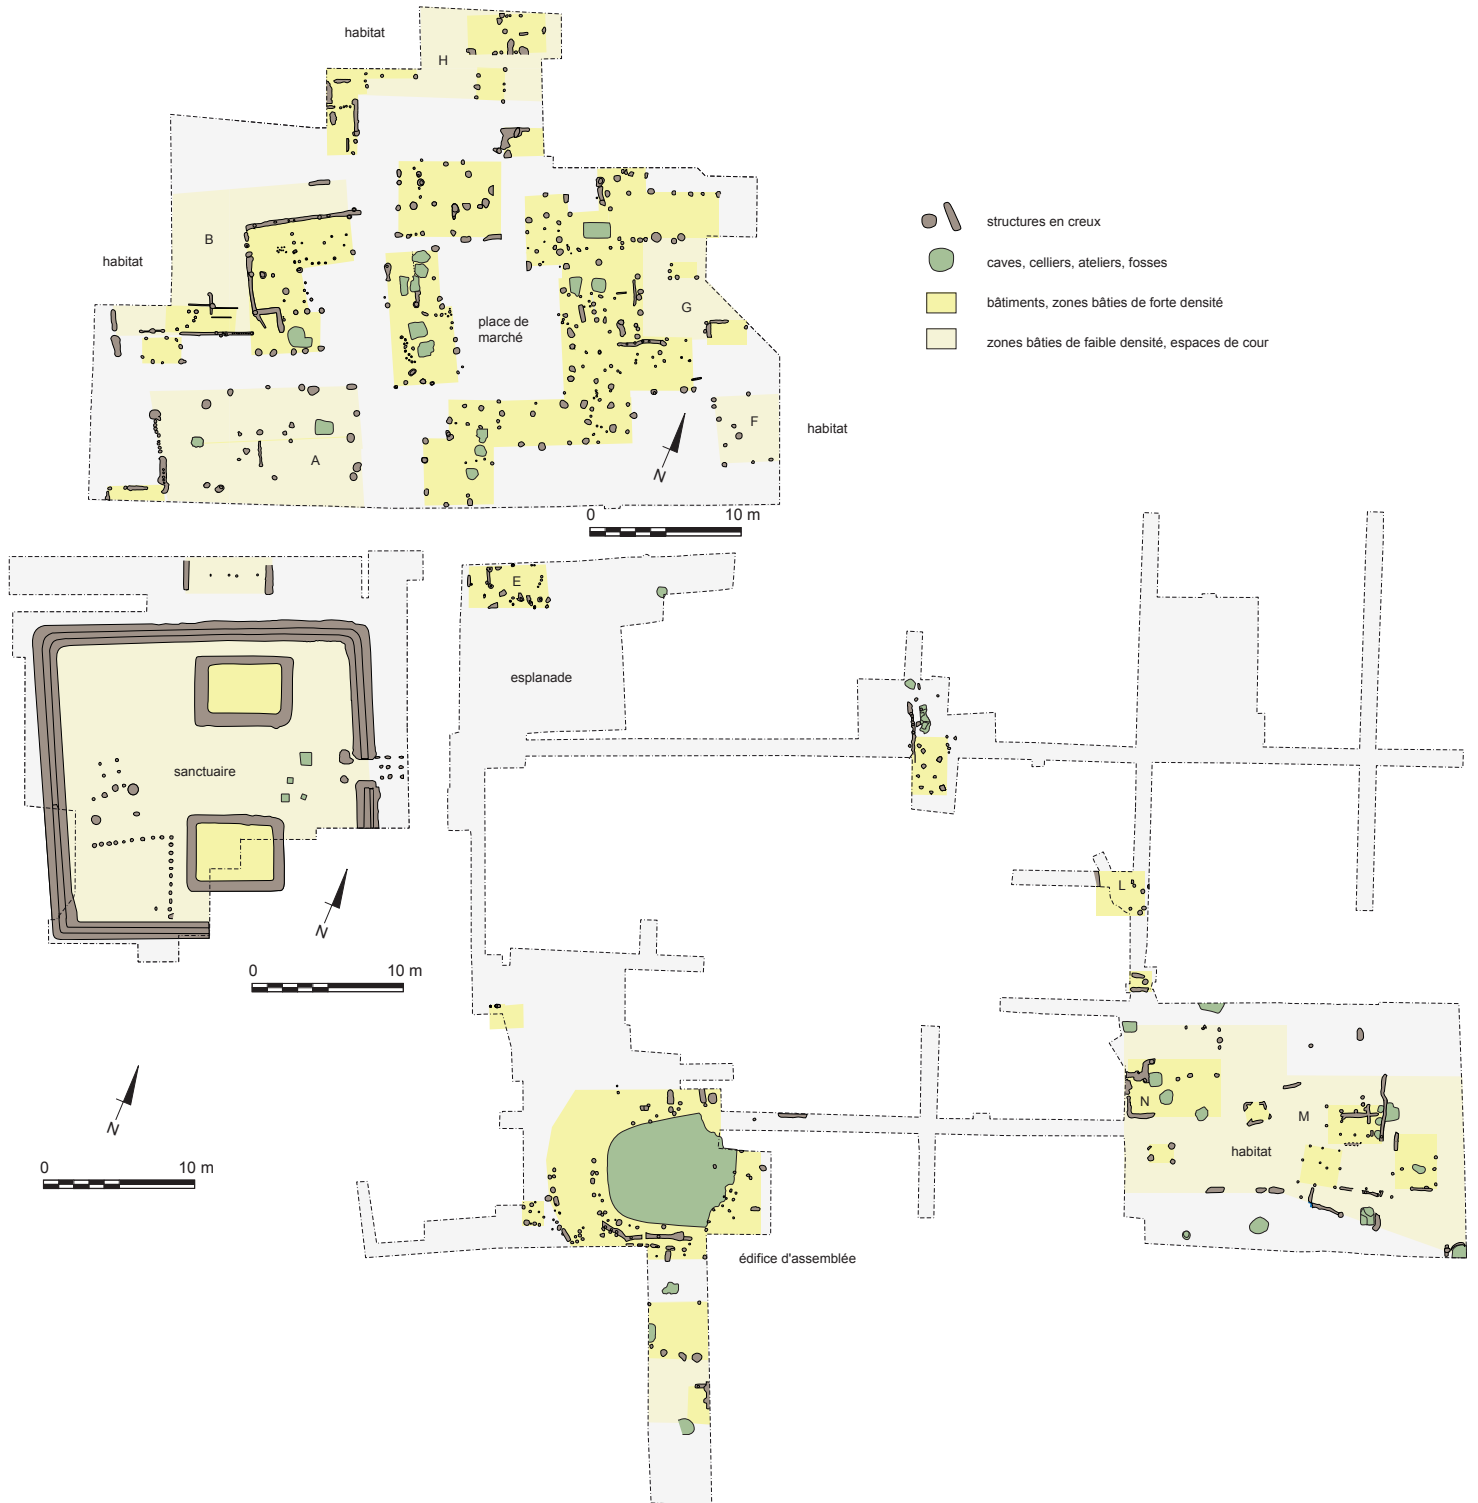 habitat
H
B
habitat
place de
marché
G
F
habitat
A
N
0 10 m
structures en creux
caves, celliers, ateliers, fosses
bâtiments, zones bâties de forte densité
zones bâties de faible densité, espaces de cour
E
esplanade
sanctuaire
N
0 10 m
L
N
0 10 m
N
M
habitat
édifice d'assemblée